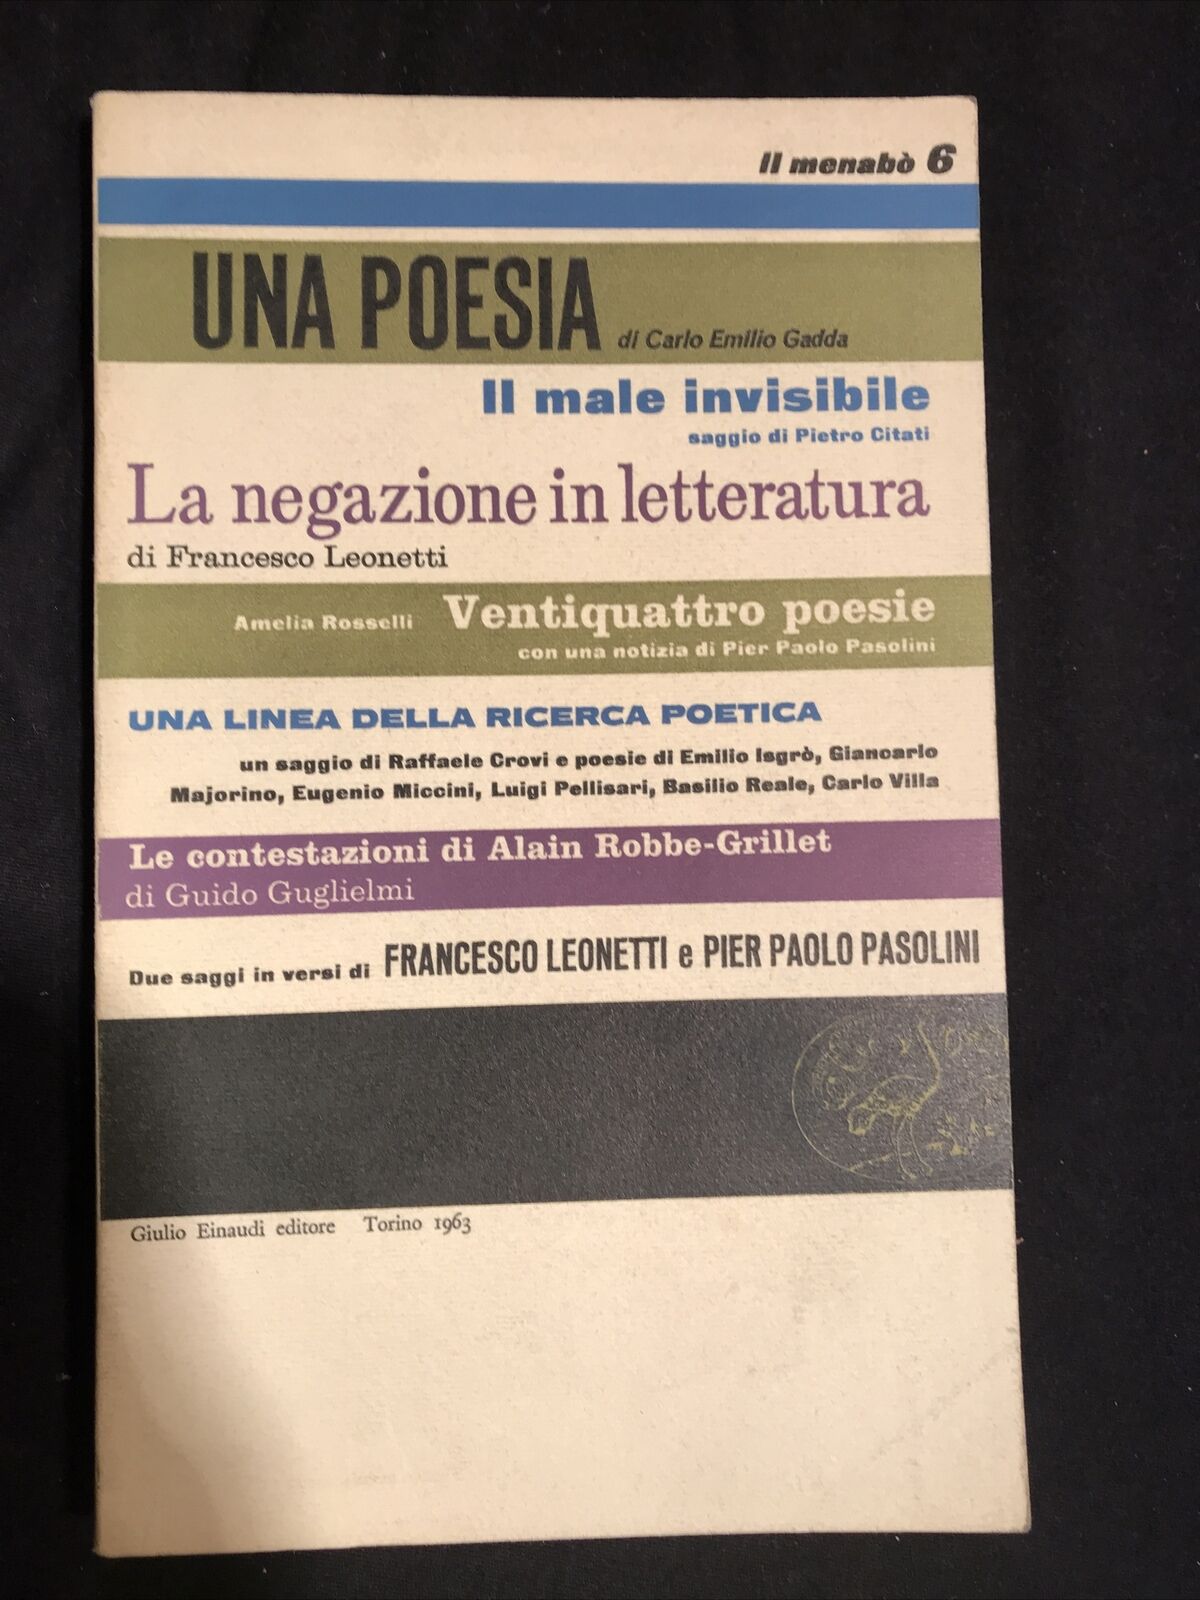 Il menabò 6
UNA POESIA di Carlo Emilio Gadda
Il male invisibile
saggio di Pietro Citati
La negazione in letteratura
di Francesco Leonetti
Amelia Rosselli Ventiquattro poesie
con una notizia di Pier Paolo Pasolini
UNA LINEA DELLA RICERCA POETICA
un saggio di Raffaele Crovi e poesie di Emilio Isgrò, Giancarlo
Majorino, Eugenio Miccini, Luigi Pellisari, Basilio Reale, Carlo Villa
Le contestazioni di Alain Robbe-Grillet
di Guido Guglielmi
Due saggi in versi di FRANCESCO LEONETTI e PIER PAOLO PASOLINI
Giulio Einaudi editore Torino 1963